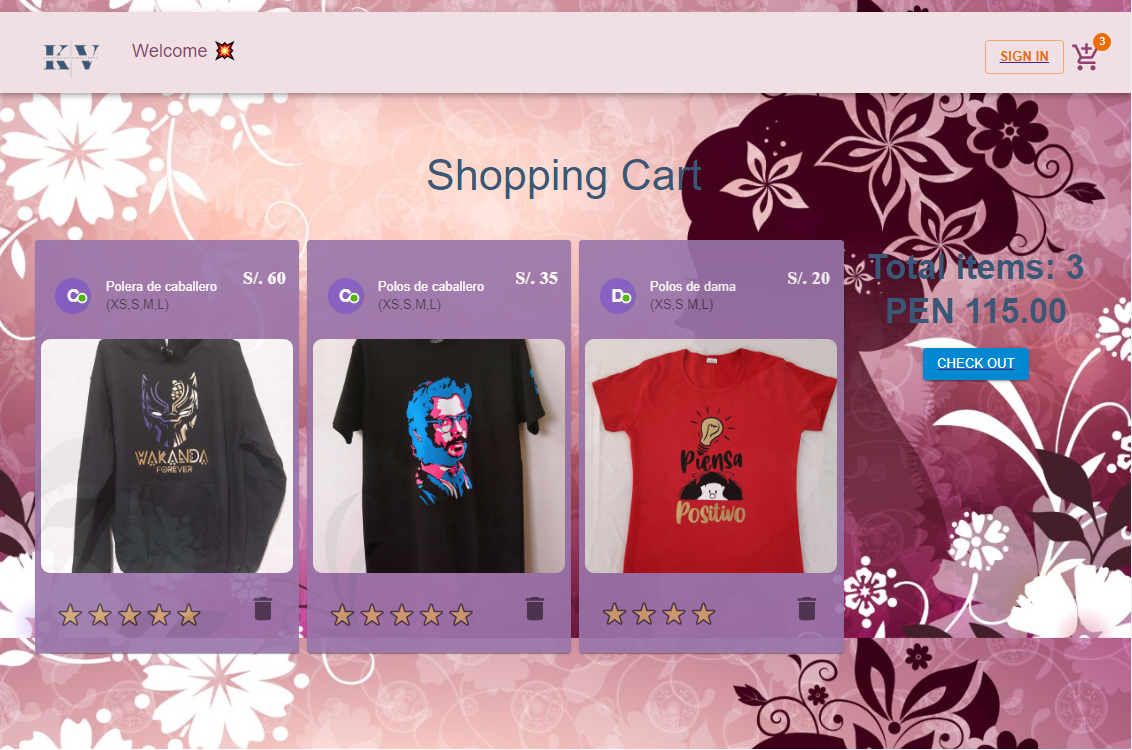 KV
Welcome 💥
SIGN IN
3
Shopping Cart
C
Polera de caballero
(XS,S,M,L)
S/. 60
WAKANDA
FOREVER
C
Polos de caballero
(XS,S,M,L)
S/. 35
D
Polos de dama
(XS,S,M,L)
S/. 20
Piensa
Positivo
Total items: 3
PEN 115.00
CHECK OUT